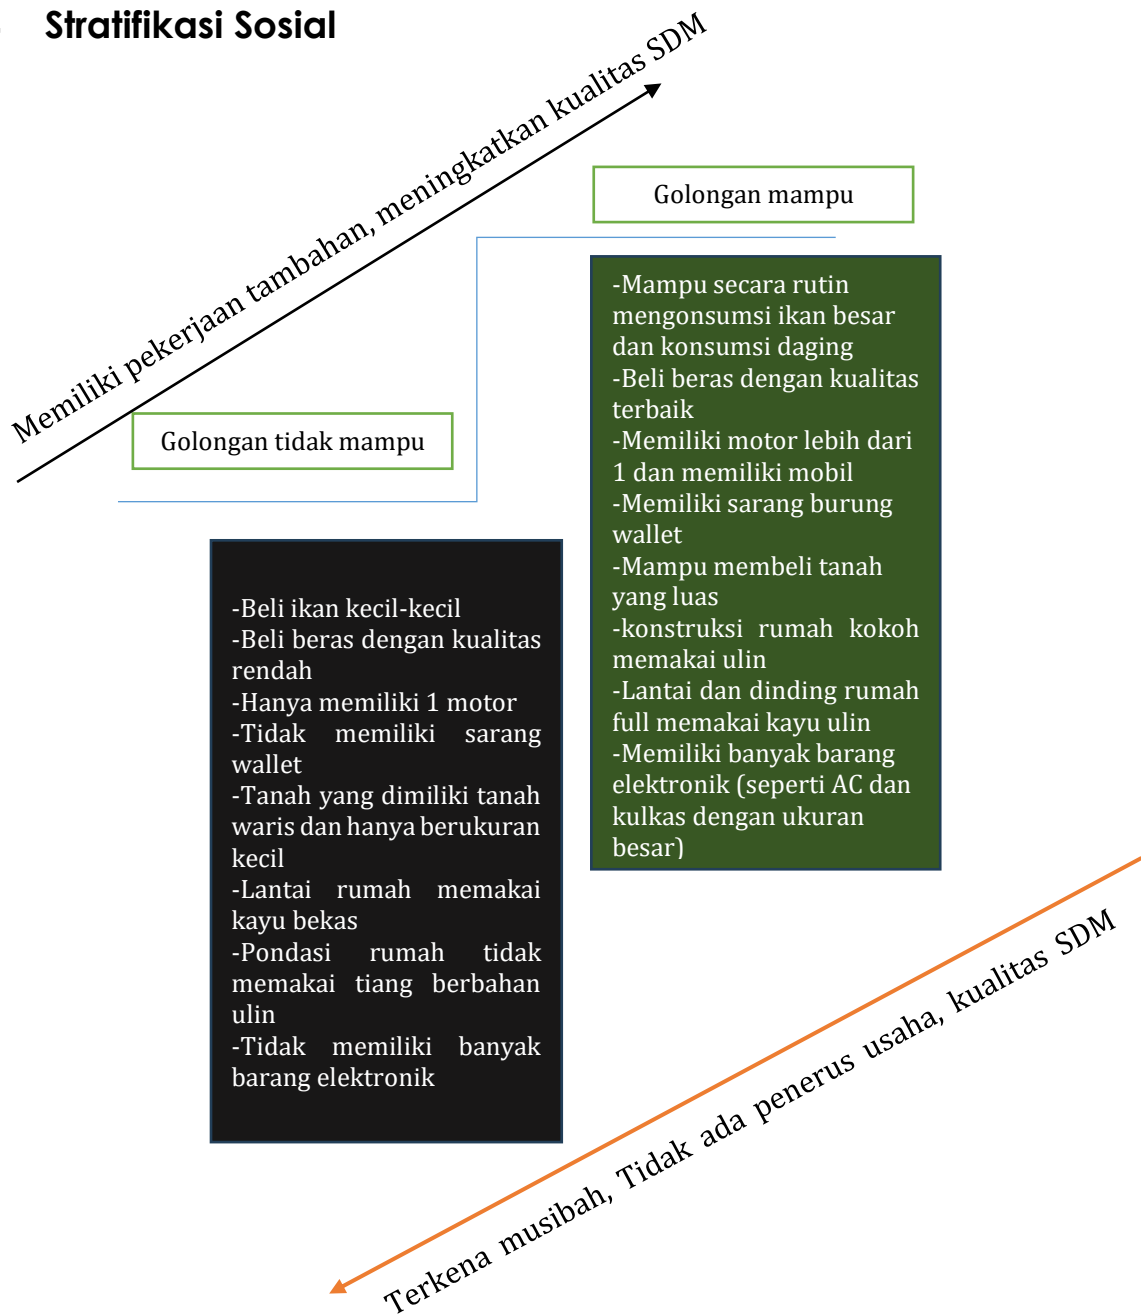 Stratifikasi Sosial
Memiliki pekerjaan tambahan, meningkatkan kualitas SDM
Golongan mampu
-Mampu secara rutin
mengonsumsi ikan besar
dan konsumsi daging
-Beli beras dengan kualitas
terbaik
-Memiliki motor lebih dari
1 dan memiliki mobil
-Memiliki sarang burung
wallet
-Mampu membeli tanah
yang luas
-konstruksi rumah kokoh
memakai ulin
-Lantai dan dinding rumah
full memakai kayu ulin
-Memiliki banyak barang
elektronik (seperti AC dan
kulkas dengan ukuran
besar)
Golongan tidak mampu
-Beli ikan kecil-kecil
-Beli beras dengan kualitas
rendah
-Hanya memiliki 1 motor
-Tidak memiliki sarang
wallet
-Tanah yang dimiliki tanah
waris dan hanya berukuran
kecil
-Lantai rumah memakai
kayu bekas
-Pondasi rumah tidak
memakai tiang berbahan
ulin
-Tidak memiliki banyak
barang elektronik
Terkena musibah, Tidak ada penerus usaha, kualitas SDM